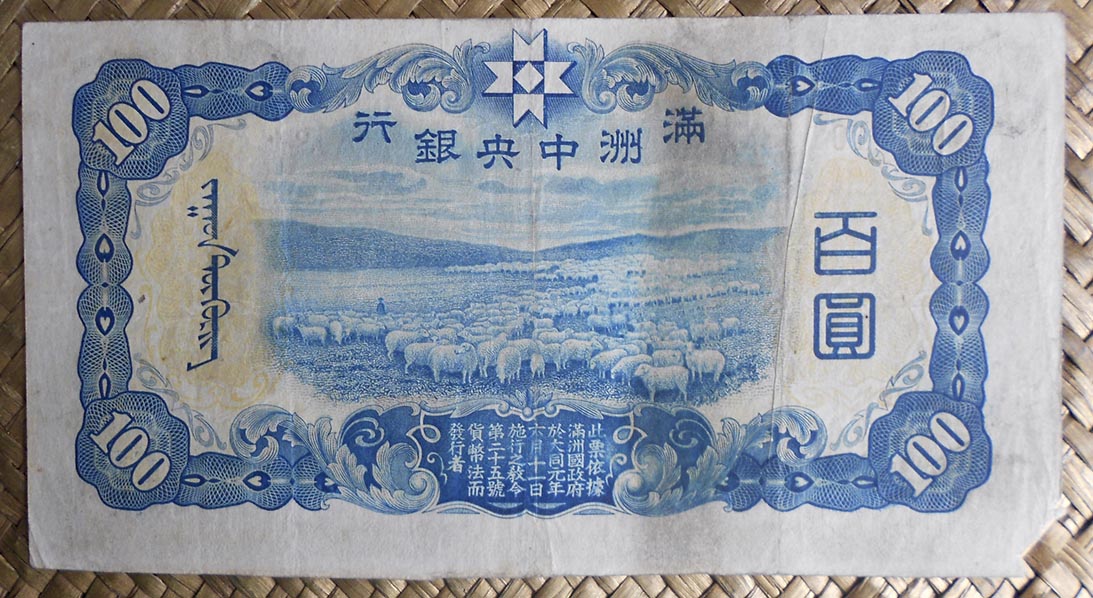 100
100
滿洲中央銀行
百圓
此票依據
滿洲國政府
於大同元年
六月十一日
施行之教令
第二十五號
貨幣法而
發行者
100
100